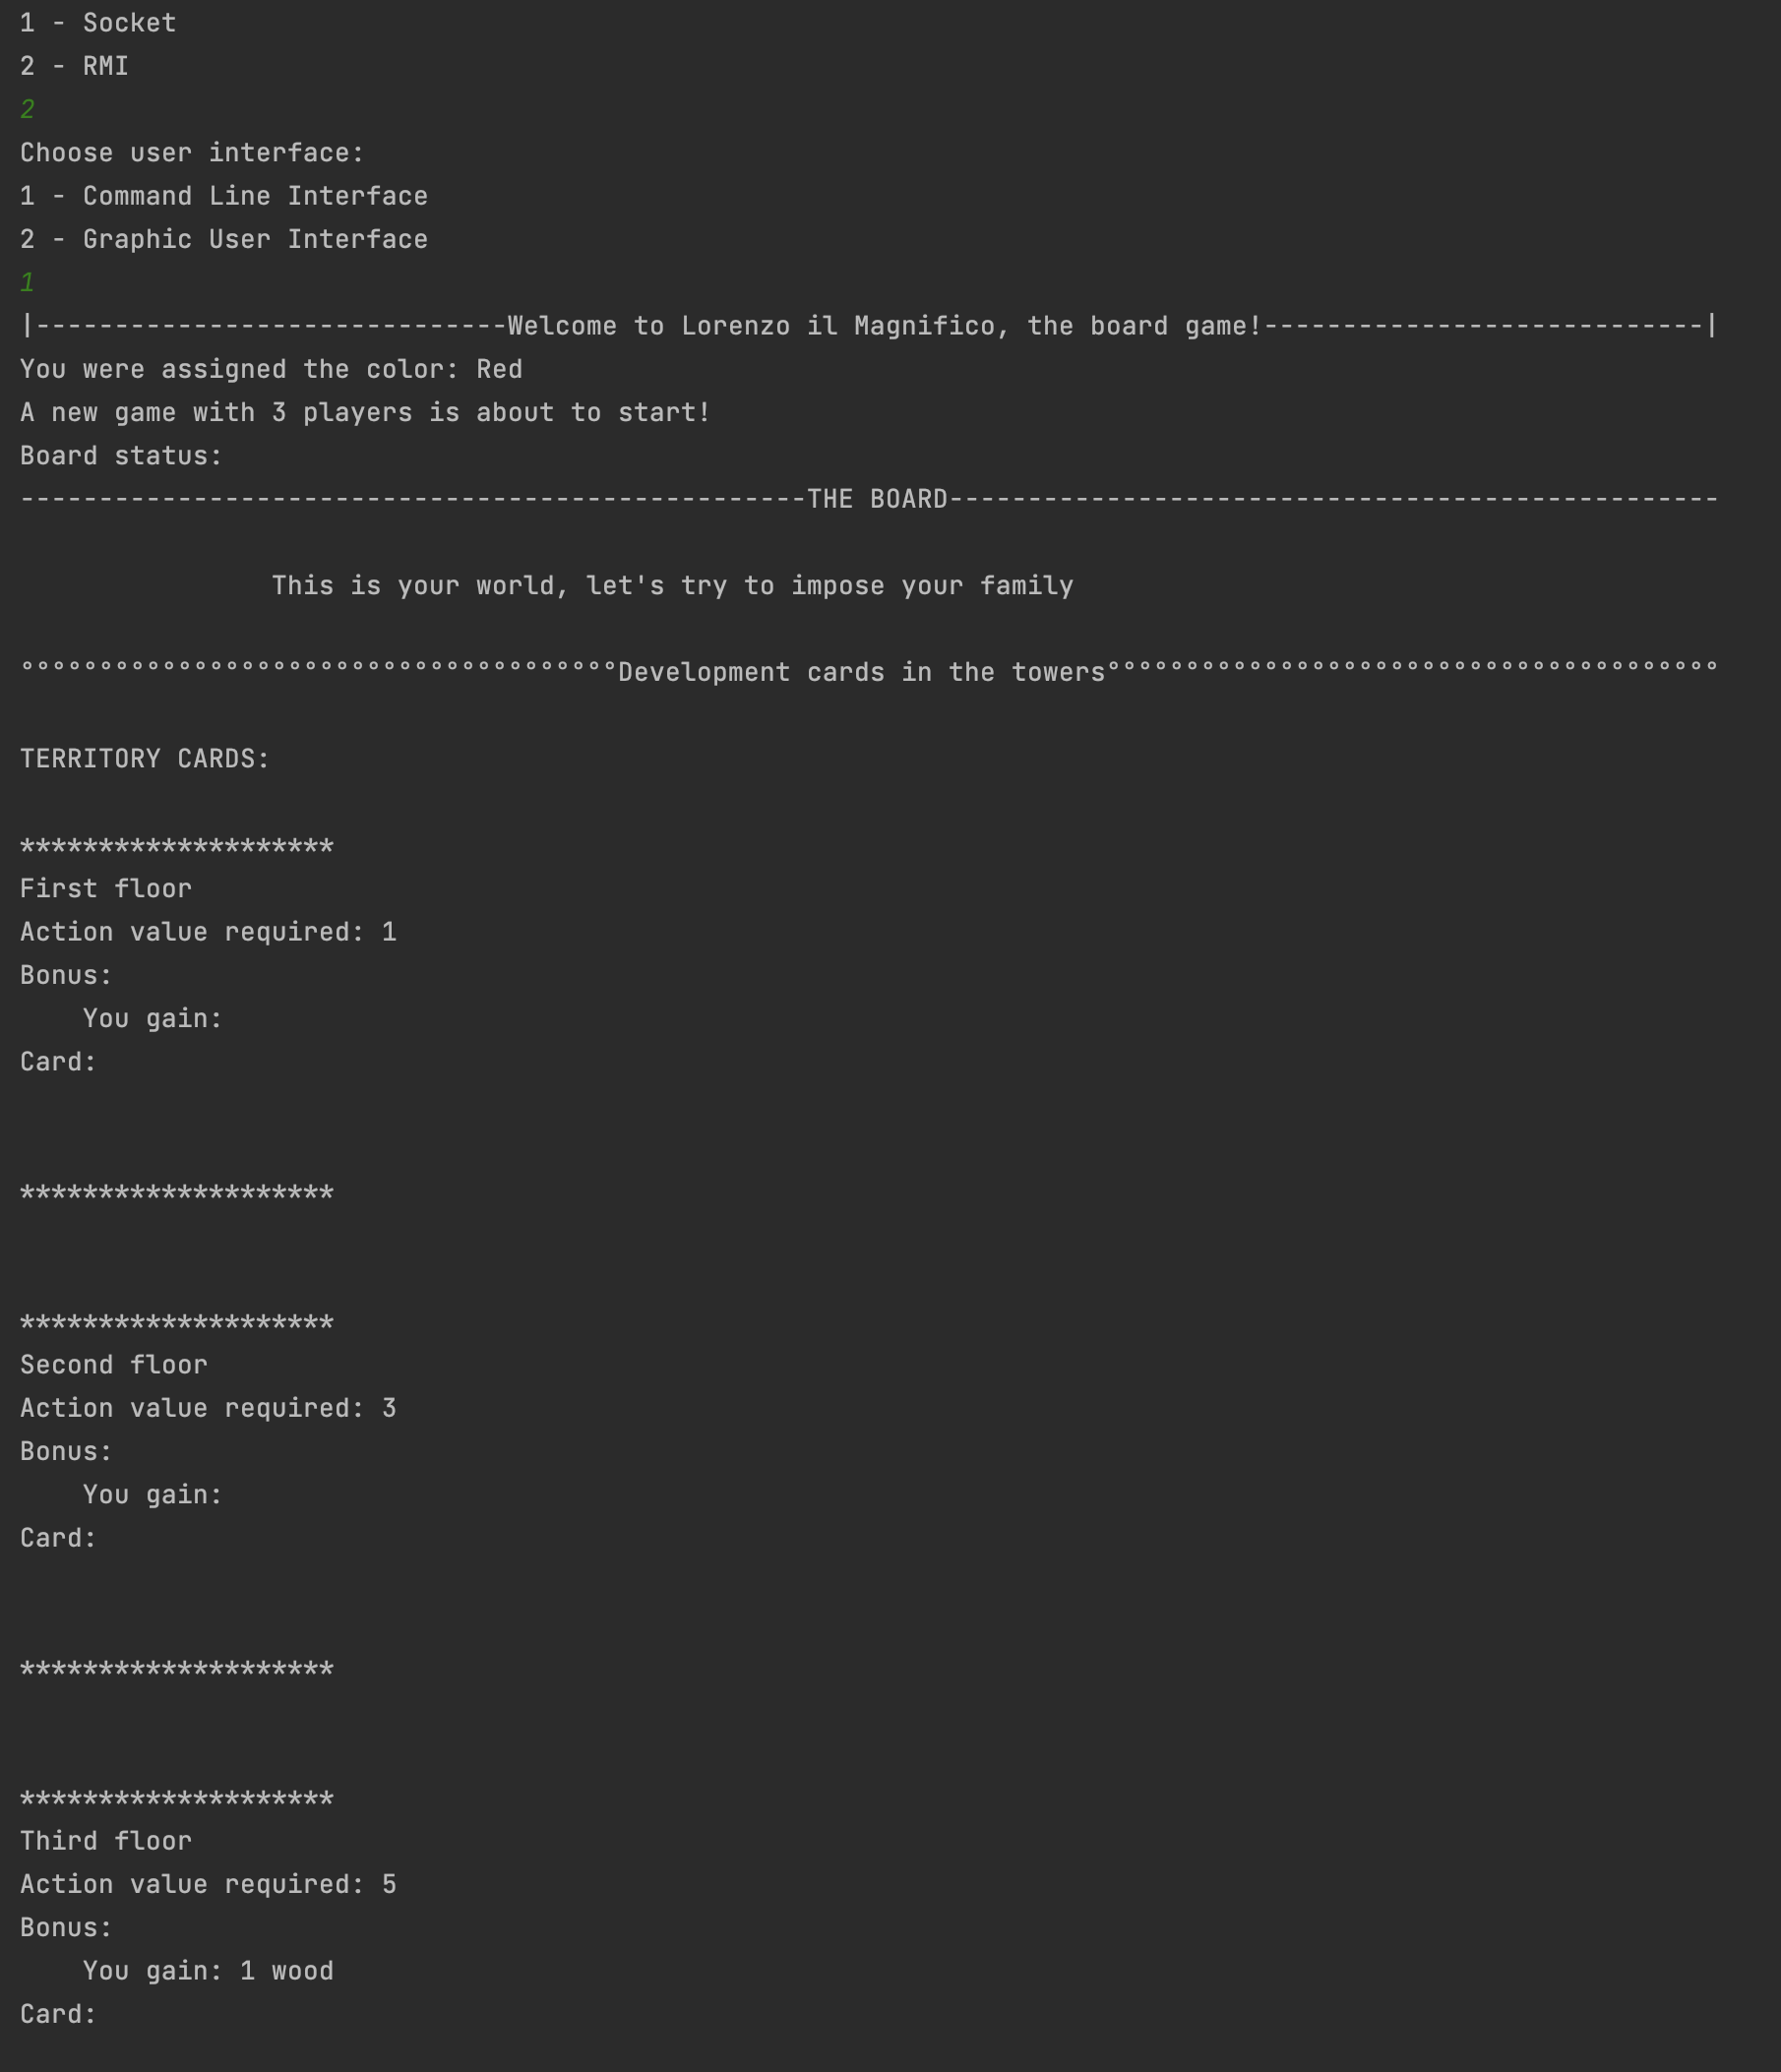 1 - Socket
2 - RMI
2
Choose user interface:
1 - Command Line Interface
2 - Graphic User Interface
1
|------------------------------Welcome to Lorenzo il Magnifico, the board game!----------------------------|
You were assigned the color: Red
A new game with 3 players is about to start!
Board status:
--------------------------------------------------THE BOARD-------------------------------------------------
This is your world, let's try to impose your family
°°°°°°°°°°°°°°°°°°°°°°°°°°°°°°°°°°°°°°Development cards in the towers°°°°°°°°°°°°°°°°°°°°°°°°°°°°°°°°°°°°°°°
TERRITORY CARDS:
********************
First floor
Action value required: 1
Bonus:
You gain:
Card:
********************
********************
Second floor
Action value required: 3
Bonus:
You gain:
Card:
********************
********************
Third floor
Action value required: 5
Bonus:
You gain: 1 wood
Card: